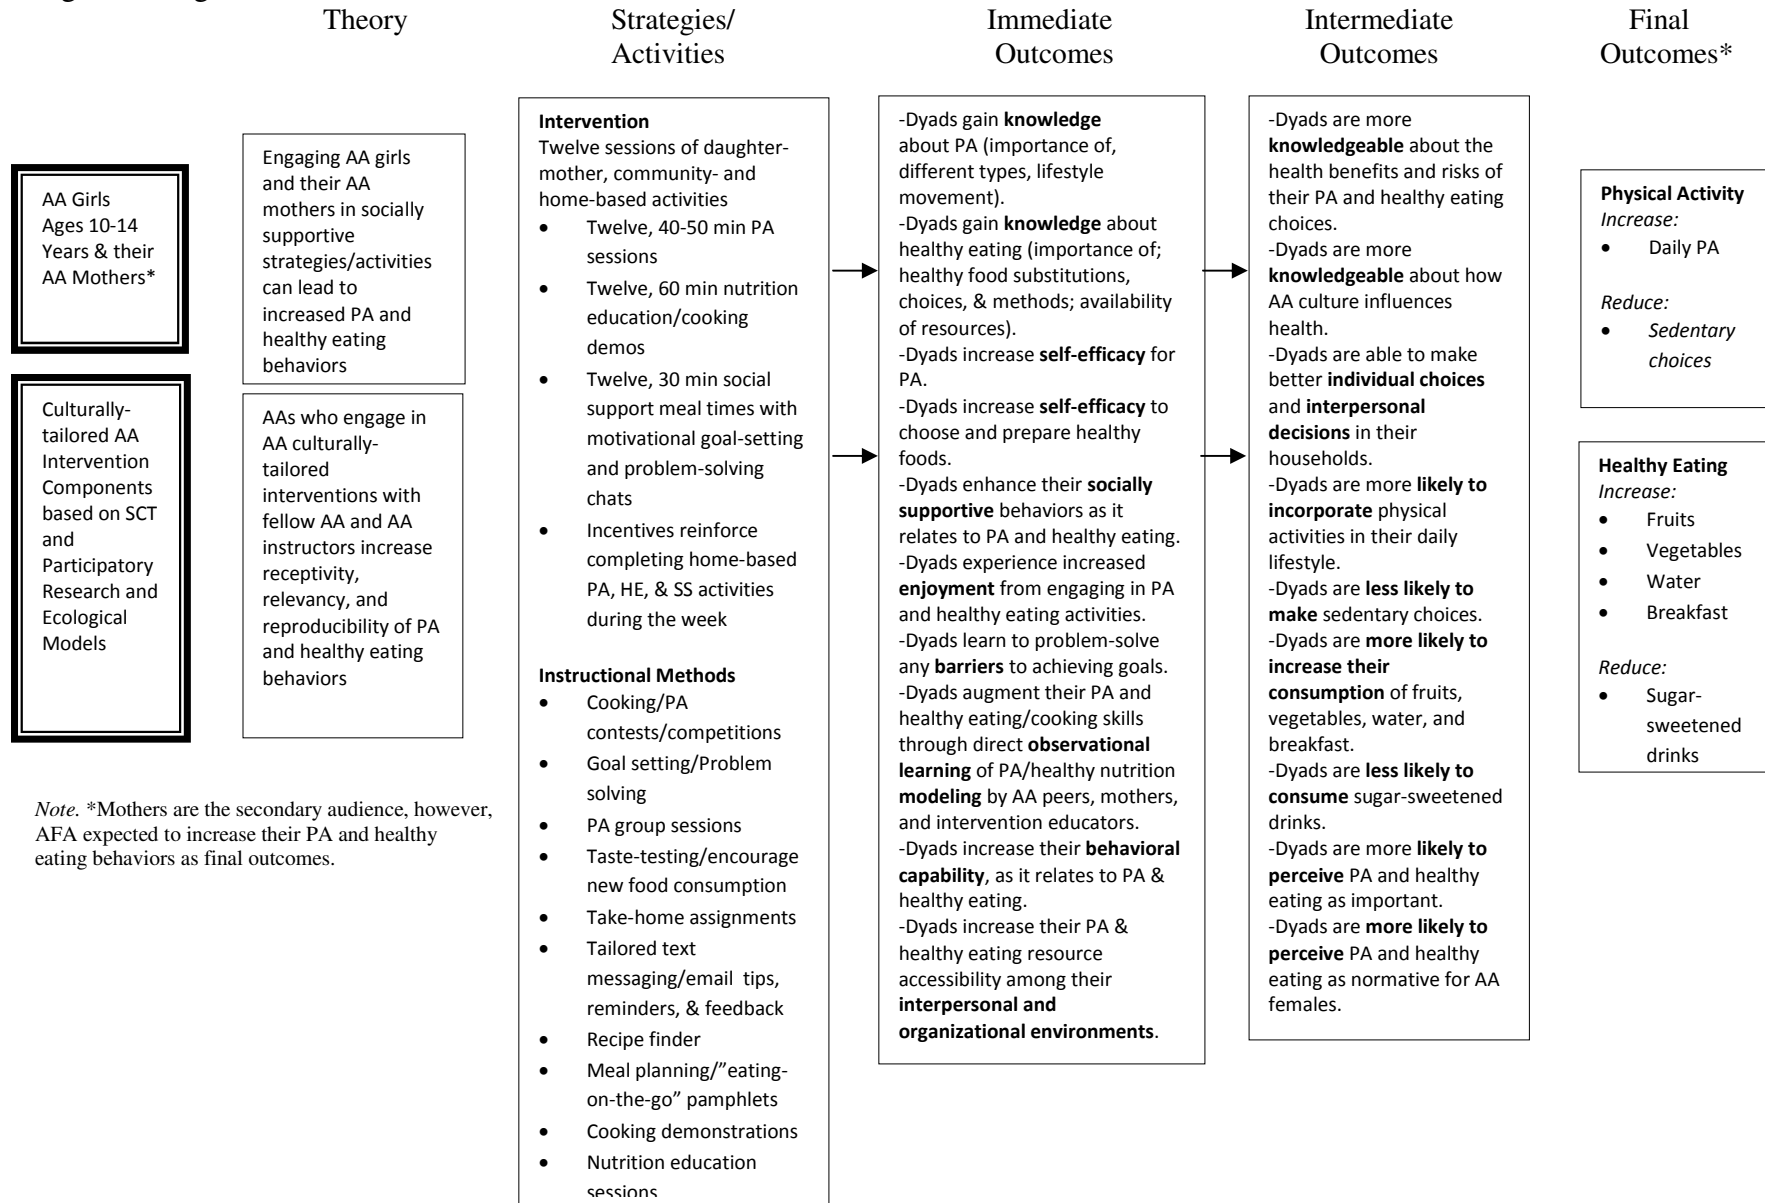 Theory
Strategies/
Activities
Immediate
Outcomes
Intermediate
Outcomes
Final
Outcomes*
AA Girls
Ages 10-14
Years & their
AA Mothers*
Culturally-
tailored AA
Intervention
Components
based on SCT
and
Participatory
Research and
Ecological
Models
Engaging AA girls
and their AA
mothers in socially
supportive
strategies/activities
can lead to
increased PA and
healthy eating
behaviors
AAs who engage in
AA culturally-
tailored
interventions with
fellow AA and AA
instructors increase
receptivity,
relevancy, and
reproducibility of PA
and healthy eating
behaviors
Intervention
Twelve sessions of daughter-
mother, community- and
home-based activities
• Twelve, 40-50 min PA
sessions
• Twelve, 60 min nutrition
education/cooking
demos
• Twelve, 30 min social
support meal times with
motivational goal-setting
and problem-solving
chats
• Incentives reinforce
completing home-based
PA, HE, & SS activities
during the week
Instructional Methods
• Cooking/PA
contests/competitions
• Goal setting/Problem
solving
• PA group sessions
• Taste-testing/encourage
new food consumption
• Take-home assignments
• Tailored text
messaging/email tips,
reminders, & feedback
• Recipe finder
• Meal planning/”eating-
on-the-go” pamphlets
• Cooking demonstrations
• Nutrition education
sessions
-Dyads gain knowledge
about PA (importance of,
different types, lifestyle
movement).
-Dyads gain knowledge about
healthy eating (importance of;
healthy food substitutions,
choices, & methods; availability
of resources).
-Dyads increase self-efficacy for
PA.
-Dyads increase self-efficacy to
choose and prepare healthy
foods.
-Dyads enhance their socially
supportive behaviors as it
relates to PA and healthy eating.
-Dyads experience increased
enjoyment from engaging in PA
and healthy eating activities.
-Dyads learn to problem-solve
any barriers to achieving goals.
-Dyads augment their PA and
healthy eating/cooking skills
through direct observational
learning of PA/healthy nutrition
modeling by AA peers, mothers,
and intervention educators.
-Dyads increase their behavioral
capability, as it relates to PA &
healthy eating.
-Dyads increase their PA &
healthy eating resource
accessibility among their
interpersonal and
organizational environments.
-Dyads are more
knowledgeable about the
health benefits and risks of
their PA and healthy eating
choices.
-Dyads are more
knowledgeable about how
AA culture influences
health.
-Dyads are able to make
better individual choices
and interpersonal
decisions in their
households.
-Dyads are more likely to
incorporate physical
activities in their daily
lifestyle.
-Dyads are less likely to
make sedentary choices.
-Dyads are more likely to
increase their
consumption of fruits,
vegetables, water, and
breakfast.
-Dyads are less likely to
consume sugar-sweetened
drinks.
-Dyads are more likely to
perceive PA and healthy
eating as important.
-Dyads are more likely to
perceive PA and healthy
eating as normative for AA
females.
Physical Activity
Increase:
• Daily PA
Reduce:
• Sedentary
choices
Healthy Eating
Increase:
• Fruits
• Vegetables
• Water
• Breakfast
Reduce:
• Sugar-
sweetened
drinks
Note. *Mothers are the secondary audience, however,
AFA expected to increase their PA and healthy
eating behaviors as final outcomes.